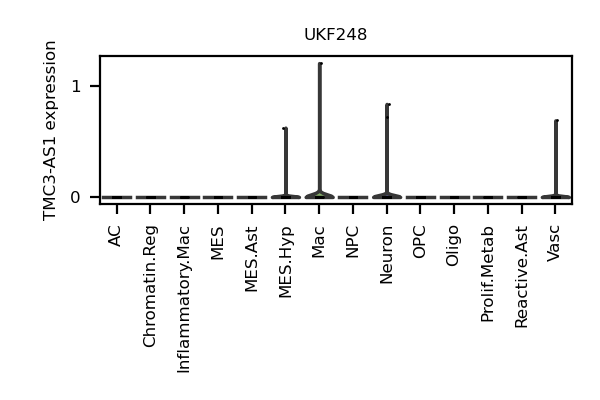 UKF248
TMC3-AS1 expression
1
0
AC
Chromatin.Reg
Inflammatory.Mac
MES
MES.Ast
MES.Hyp
Mac
NPC
Neuron
OPC
Oligo
Prolif.Metab
Reactive.Ast
Vasc